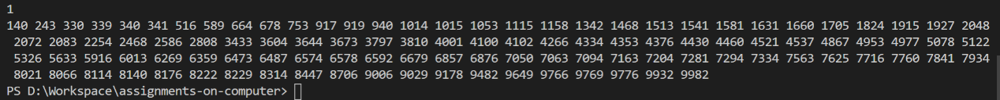 1
140 243 330 339 340 341 516 589 664 678 753 917 919 940 1014 1015 1053 1115 1158 1342 1468 1513 1541 1581 1631 1660 1705 1824 1915 1927 2048
2072 2083 2254 2468 2586 2808 3433 3604 3644 3673 3797 3810 4001 4100 4102 4266 4334 4353 4376 4430 4460 4521 4537 4867 4953 4977 5078 5122
5326 5633 5916 6013 6269 6359 6473 6487 6574 6578 6592 6679 6857 6876 7050 7063 7094 7163 7204 7281 7294 7334 7563 7625 7716 7760 7841 7934
8021 8066 8114 8140 8176 8222 8229 8314 8447 8706 9006 9029 9178 9482 9649 9766 9769 9776 9932 9982
PS D:\Workspace\assignments-on-computer>